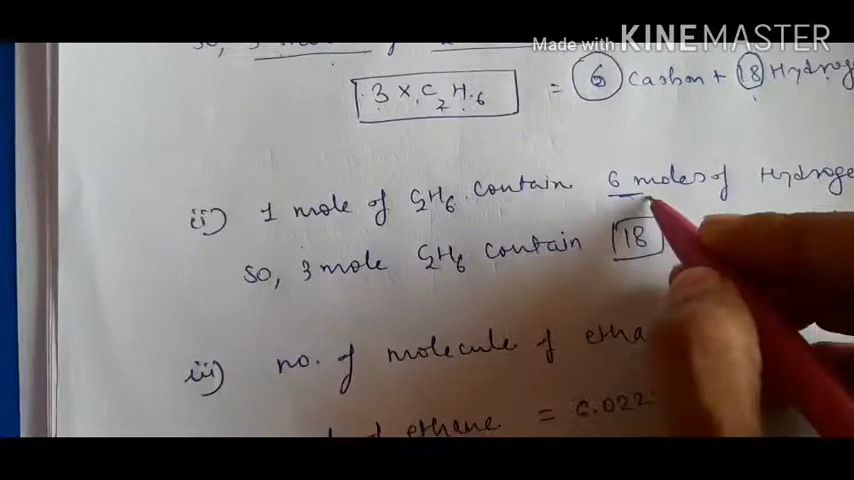 Made with KINEMASTER
3 × C2H6 = 6 Carbon + 18 Hydrog
ii) 1 mole of C2H6 contain 6 moles of Hydroge
SO, 3 mole C2H6 contain 18
iii) no. of molecule of etha
ethane = 6.022